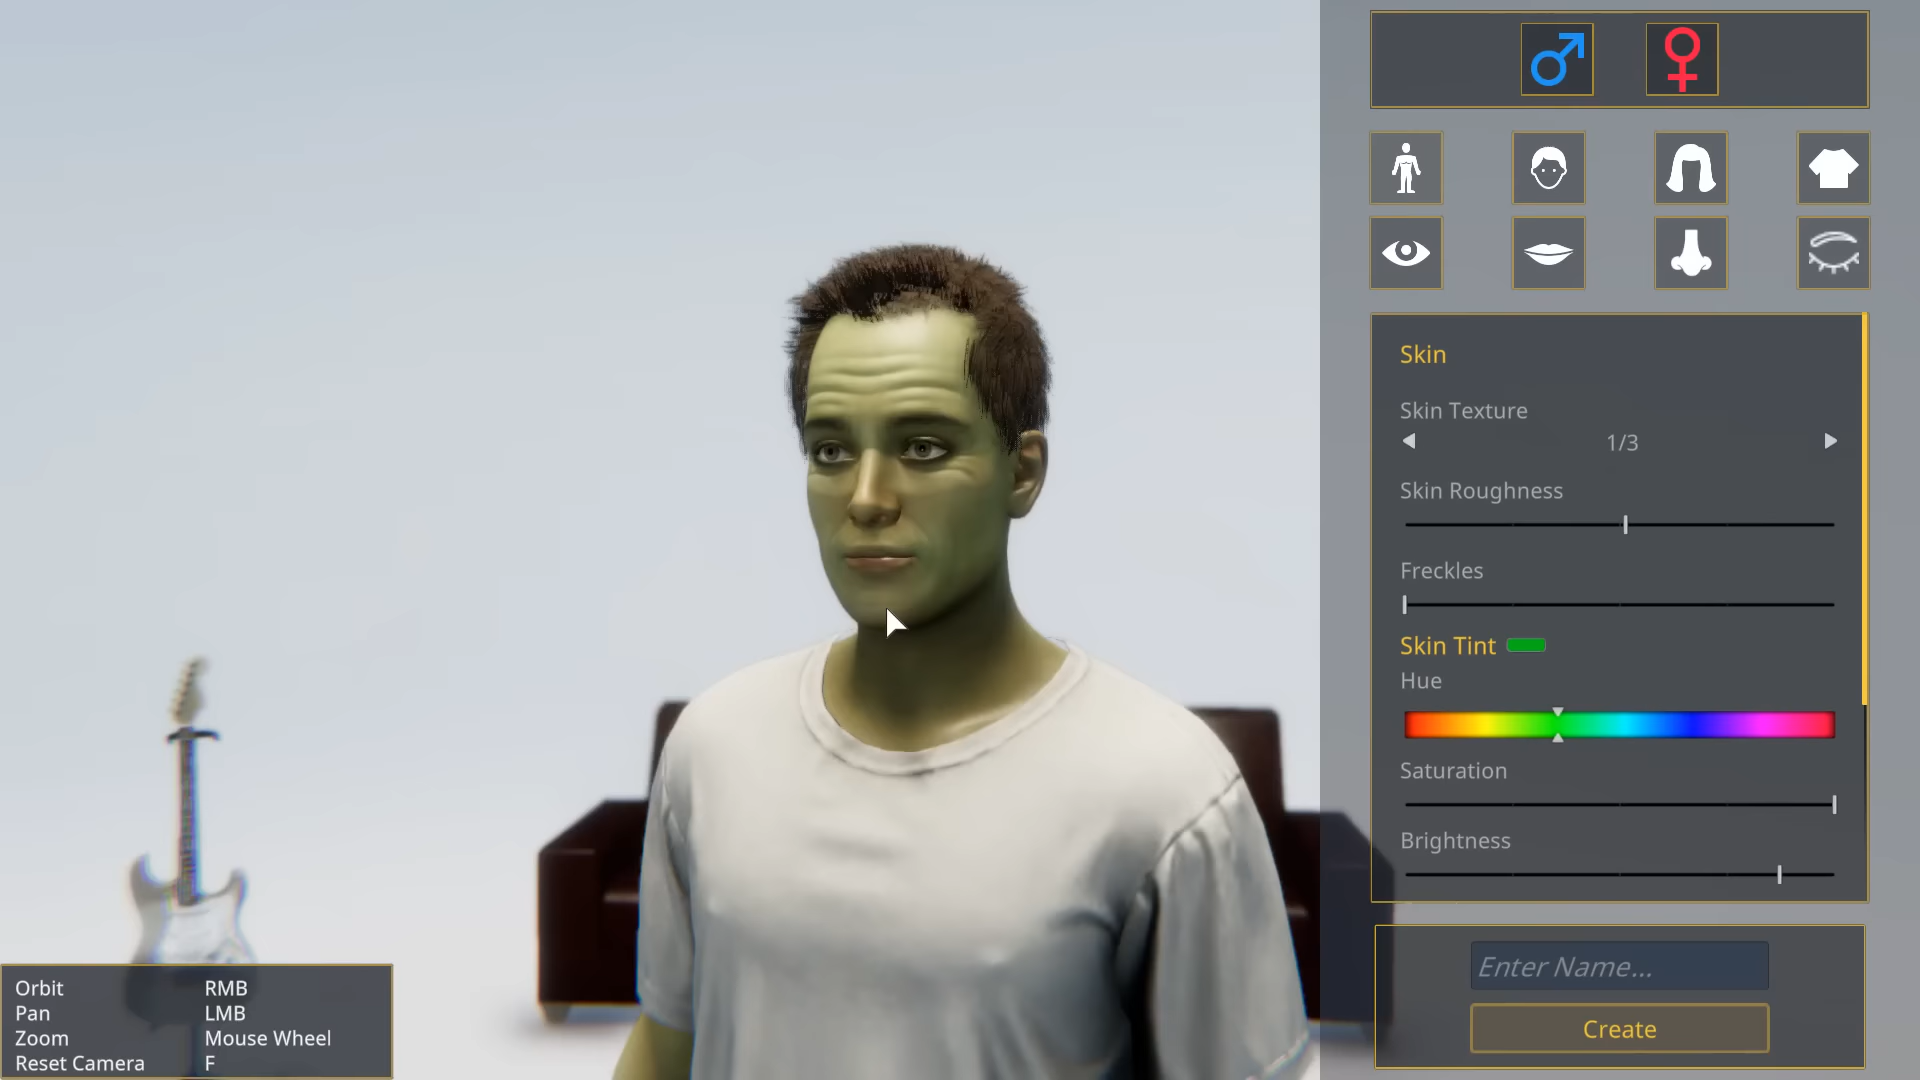 Skin
Skin Texture
1/3
Skin Roughness
Freckles
Skin Tint
Hue
Saturation
Brightness
Enter Name...
Create
Orbit RMB
Pan LMB
Zoom Mouse Wheel
Reset Camera F